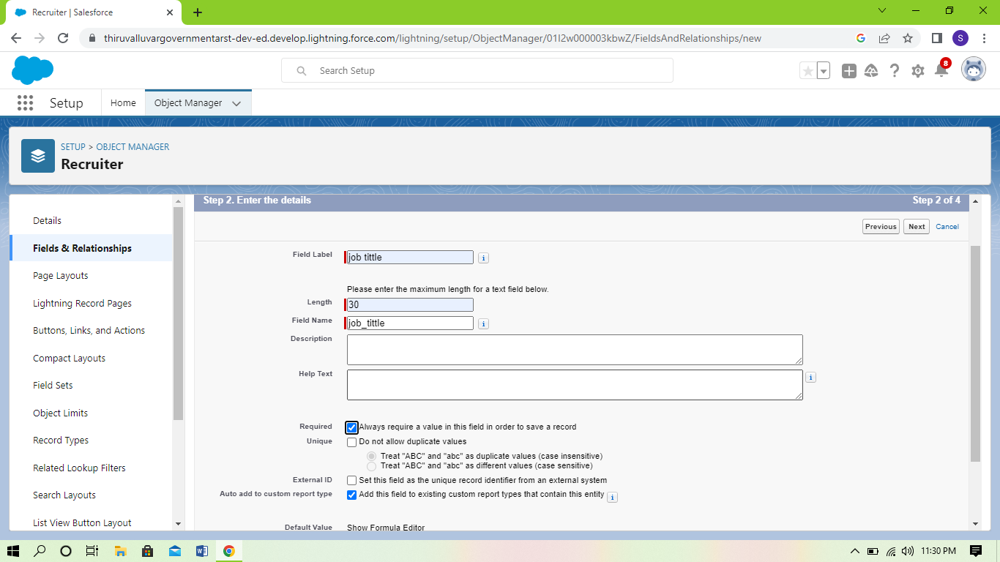 Recruiter | Salesforce
thiruvalluvargovernmentarst-dev-ed.develop.lightning.force.com/lightning/setup/ObjectManager/01I2w000003kbwZ/FieldsAndRelationships/new
S
Search Setup
8
Setup
Home
Object Manager
SETUP > OBJECT MANAGER
Recruiter
Details
Fields & Relationships
Page Layouts
Lightning Record Pages
Buttons, Links, and Actions
Compact Layouts
Field Sets
Object Limits
Record Types
Related Lookup Filters
Search Layouts
List View Button Layout
Step 2. Enter the details
Step 2 of 4
Previous
Next
Cancel
Field Label
job tittle
i
Please enter the maximum length for a text field below.
Length
30
Field Name
job_tittle
i
Description
Help Text
i
Required
Always require a value in this field in order to save a record
Unique
Do not allow duplicate values
Treat "ABC" and "abc" as duplicate values (case insensitive)
Treat "ABC" and "abc" as different values (case sensitive)
External ID
Set this field as the unique record identifier from an external system
Auto add to custom report type
Add this field to existing custom report types that contain this entity
i
Default Value
Show Formula Editor
11:30 PM